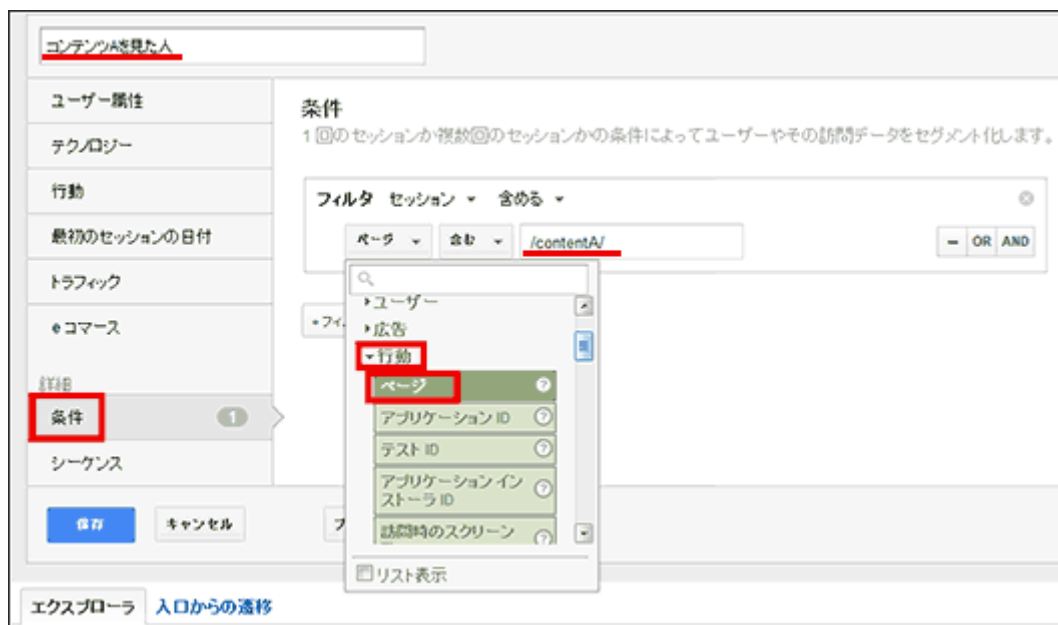 コンテンツAを見た人
ユーザー属性
テクノロジー
行動
最初のセッションの日付
トラフィック
eコマース
詳細
条件 1
シーケンス
保存 キャンセル
条件
1 回のセッションか複数回のセッションかの条件によってユーザーやその訪問データをセグメント化します。
フィルタ セッション 含める
ページ 含む /contentA/ - OR AND
+フィル
ユーザー
広告
行動
ページ
アプリケーション ID
テスト ID
アプリケーション イン
ストーラ ID
訪問時のスクリーン
リスト表示
エクスプローラ 入口からの遷移